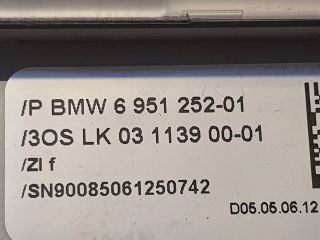 /P BMW 6 951 252-01
/3OS LK 03 1139 00-01
/ZI f
/SN90085061250742
D05.05.06.12